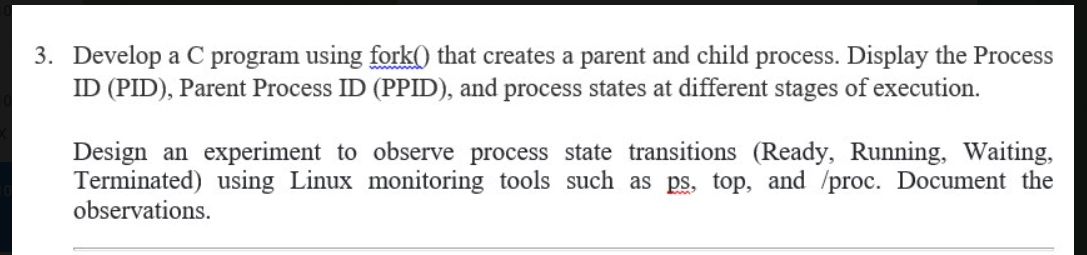 3. Develop a C program using fork() that creates a parent and child process. Display the Process
ID (PID), Parent Process ID (PPID), and process states at different stages of execution.
Design an experiment to observe process state transitions (Ready, Running, Waiting,
Terminated) using Linux monitoring tools such as ps, top, and /proc. Document the
observations.